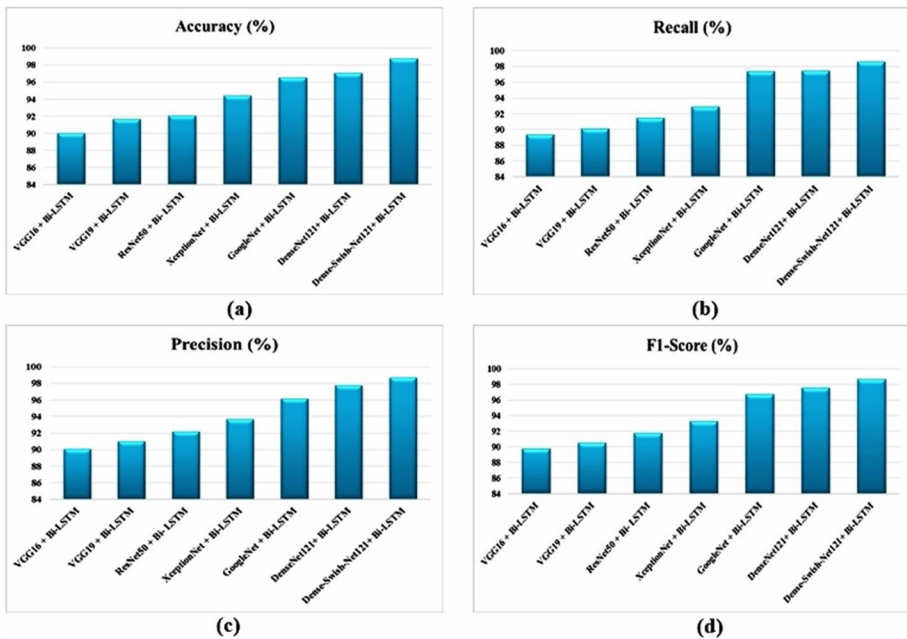 Accuracy (%)
100
98
96
94
92
90
88
86
84
VGG16 + Bi-LSTM
VGG19 + Bi-LSTM
ResNet50 + Bi- LSTM
XceptionNet + Bi-LSTM
GoogleNet + Bi-LSTM
DenseNet121+ Bi-LSTM
Dense-Swish-Net121+ Bi-LSTM
(a)
Recall (%)
100
98
96
94
92
90
88
86
84
VGG16 + Bi-LSTM
VGG19 + Bi-LSTM
ResNet50 + Bi- LSTM
XceptionNet + Bi-LSTM
GoogleNet + Bi-LSTM
DenseNet121+ Bi-LSTM
Dense-Swish-Net121+ Bi-LSTM
(b)
Precision (%)
100
98
96
94
92
90
88
86
84
VGG16 + Bi-LSTM
VGG19 + Bi-LSTM
ResNet50 + Bi- LSTM
XceptionNet + Bi-LSTM
GoogleNet + Bi-LSTM
DenseNet121+ Bi-LSTM
Dense-Swish-Net121+ Bi-LSTM
(c)
F1-Score (%)
100
98
96
94
92
90
88
86
84
VGG16 + Bi-LSTM
VGG19 + Bi-LSTM
ResNet50 + Bi- LSTM
XceptionNet + Bi-LSTM
GoogleNet + Bi-LSTM
DenseNet121+ Bi-LSTM
Dense-Swish-Net121+ Bi-LSTM
(d)